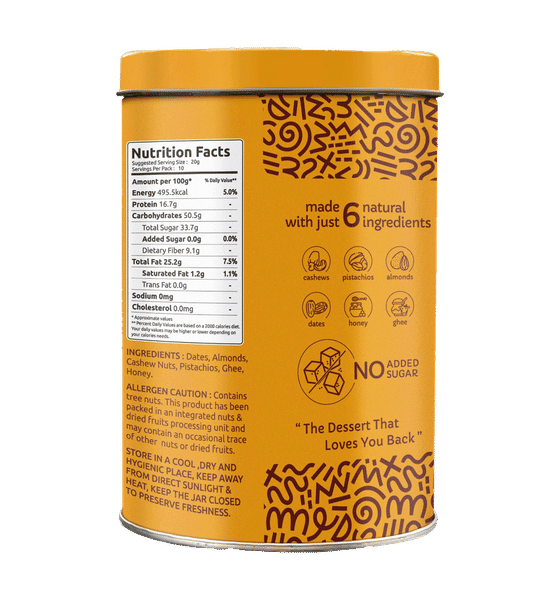 Nutrition Facts
Suggested Serving Size : 20g
Servings Per Pack : 10
Amount per 100g* % Daily Value**
Energy 495.5kcal 5.0%
Protein 16.7g -
Carbohydrates 50.5g -
Total Sugar 33.7g -
Added Sugar 0.0g 0.0%
Dietary Fiber 9.1g -
Total Fat 25.2g 7.5%
Saturated Fat 1.2g 1.1%
Trans Fat 0.0g -
Sodium 0mg -
Cholesterol 0.0mg -
* Approximate values
** Percent Daily Values are based on a 2000 calories diet.
*Your daily values may be higher or lower depending on
your calories needs.
INGREDIENTS : Dates, Almonds,
Cashew Nuts, Pistachios, Ghee,
Honey.
ALLERGEN CAUTION : Contains
tree nuts. This product has been
packed in an integrated nuts &
dried fruits processing unit and
may contain an occasional trace
of other nuts or dried fruits.
STORE IN A COOL ,DRY AND
HYGIENIC PLACE, KEEP AWAY
FROM DIRECT SUNLIGHT &
HEAT, KEEP THE JAR CLOSED
TO PRESERVE FRESHNESS.
made 6 natural
with just ingredients
cashews pistachios almonds
dates honey ghee
NO ADDED
SUGAR
“ The Dessert That
Loves You Back ”